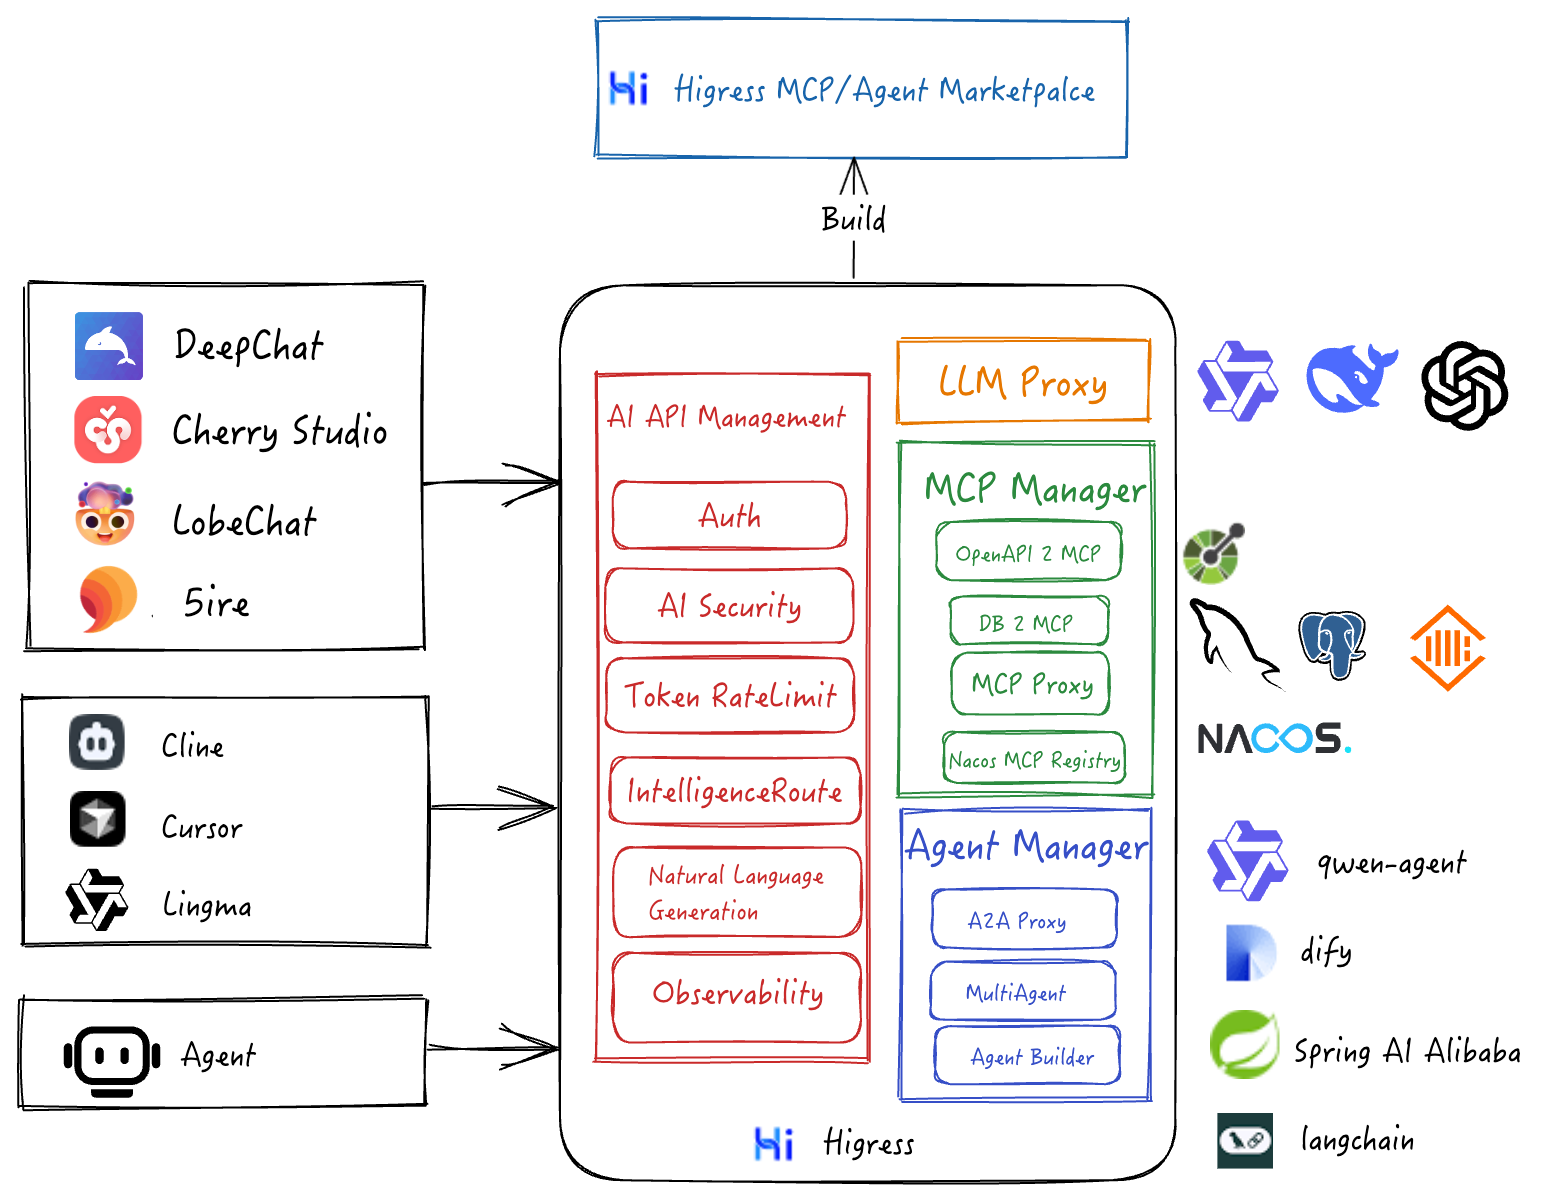 Hi Higress MCP/Agent Marketpalce
Build
DeepChat
Cherry Studio
LobeChat
5ire
Cline
Cursor
Lingma
Agent
AI API Management
Auth
AI Security
Token RateLimit
IntelligenceRoute
Natural Language
Generation
Observability
LLM Proxy
MCP Manager
OpenAPI 2 MCP
DB 2 MCP
MCP Proxy
Nacos MCP Registry
Agent Manager
A2A Proxy
MultiAgent
Agent Builder
Hi Higress
NACOS.
qwen-agent
dify
Spring AI Alibaba
langchain